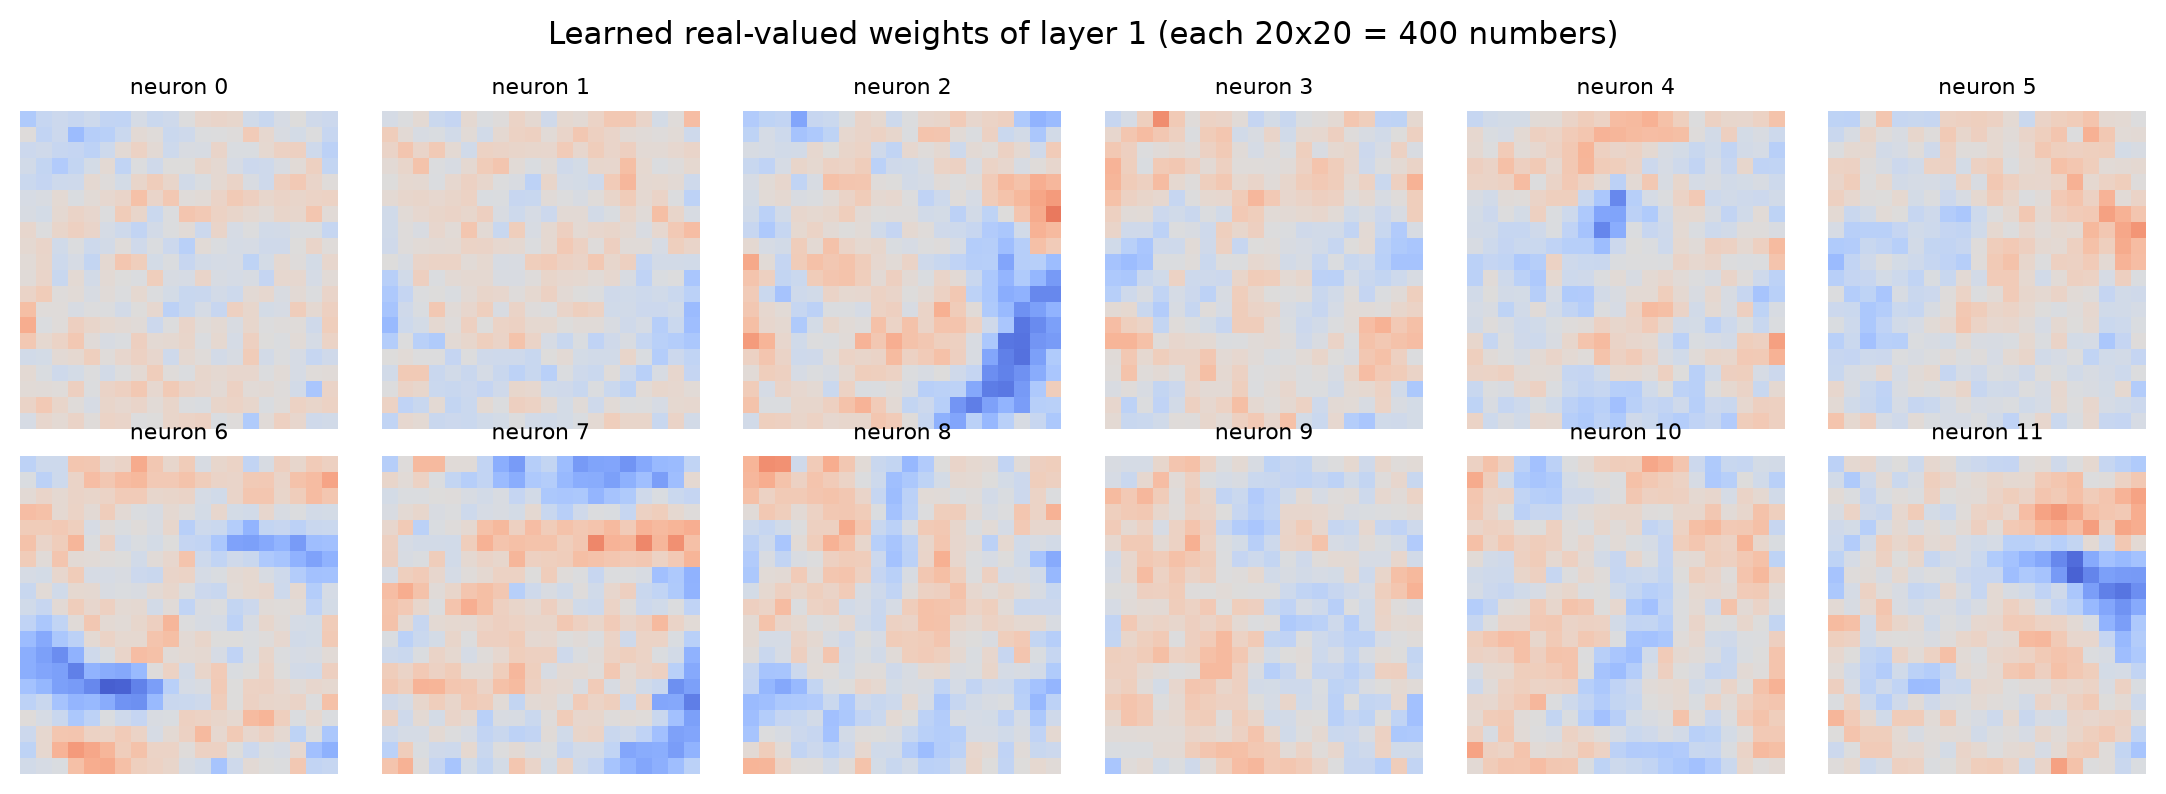 Learned real-valued weights of layer 1 (each 20x20 = 400 numbers)
neuron 0
neuron 1
neuron 2
neuron 3
neuron 4
neuron 5
neuron 6
neuron 7
neuron 8
neuron 9
neuron 10
neuron 11